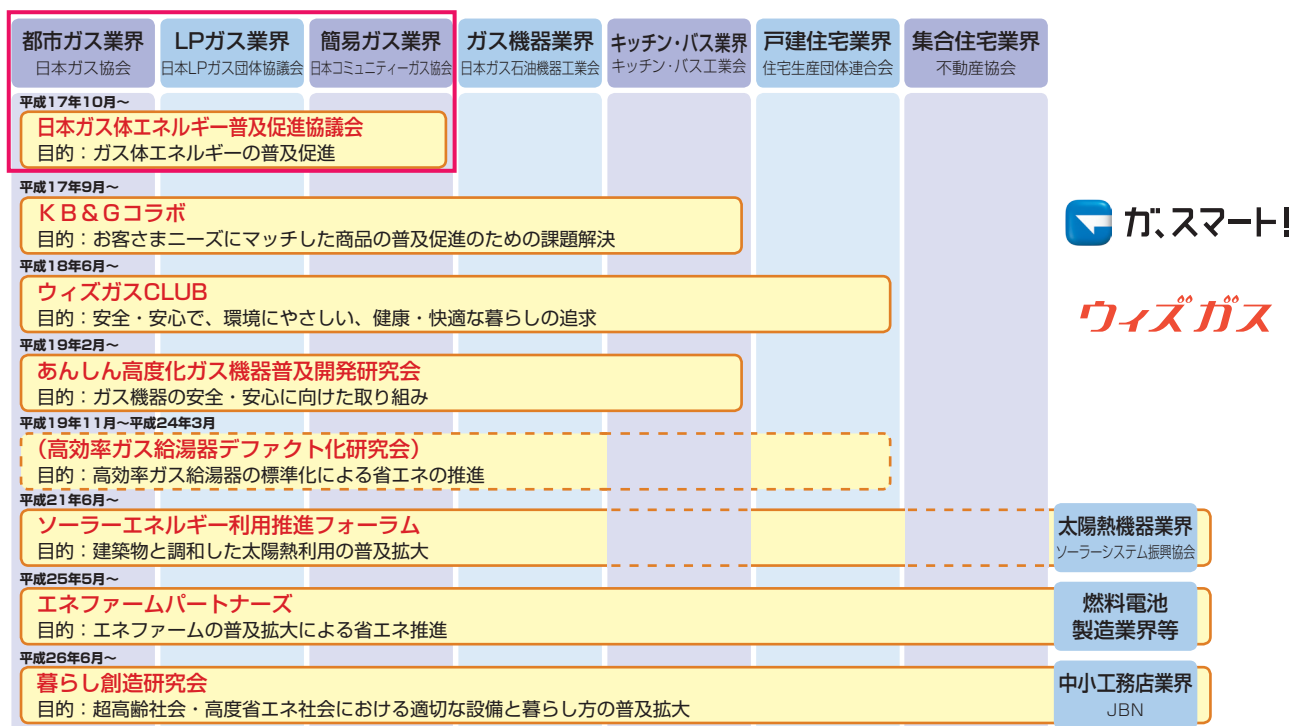 都市ガス業界
日本ガス協会
LPガス業界
日本LPガス団体協議会
簡易ガス業界
日本コミュニティーガス協会
ガス機器業界
日本ガス石油機器工業会
キッチン・バス業界
キッチン・バス工業会
戸建住宅業界
住宅生産団体連合会
集合住宅業界
不動産協会
平成17年10月～
日本ガス体エネルギー普及促進協議会
目的：ガス体エネルギーの普及促進
平成17年9月～
KB&Gコラボ
目的：お客さまニーズにマッチした商品の普及促進のための課題解決
平成18年6月～
ウィズガスCLUB
目的：安全・安心で、環境にやさしい、健康・快適な暮らしの追求
平成19年2月～
あんしん高度化ガス機器普及開発研究会
目的：ガス機器の安全・安心に向けた取り組み
平成19年11月～平成24年3月
（高効率ガス給湯器デファクト化研究会）
目的：高効率ガス給湯器の標準化による省エネの推進
平成21年6月～
ソーラーエネルギー利用推進フォーラム
目的：建築物と調和した太陽熱利用の普及拡大
太陽熱機器業界
ソーラーシステム振興協会
平成25年5月～
エネファームパートナーズ
目的：エネファームの普及拡大による省エネ推進
燃料電池
製造業界等
平成26年6月～
暮らし創造研究会
目的：超高齢社会・高度省エネ社会における適切な設備と暮らし方の普及拡大
中小工務店業界
JBN
ガ、スマート!
ウィズガス